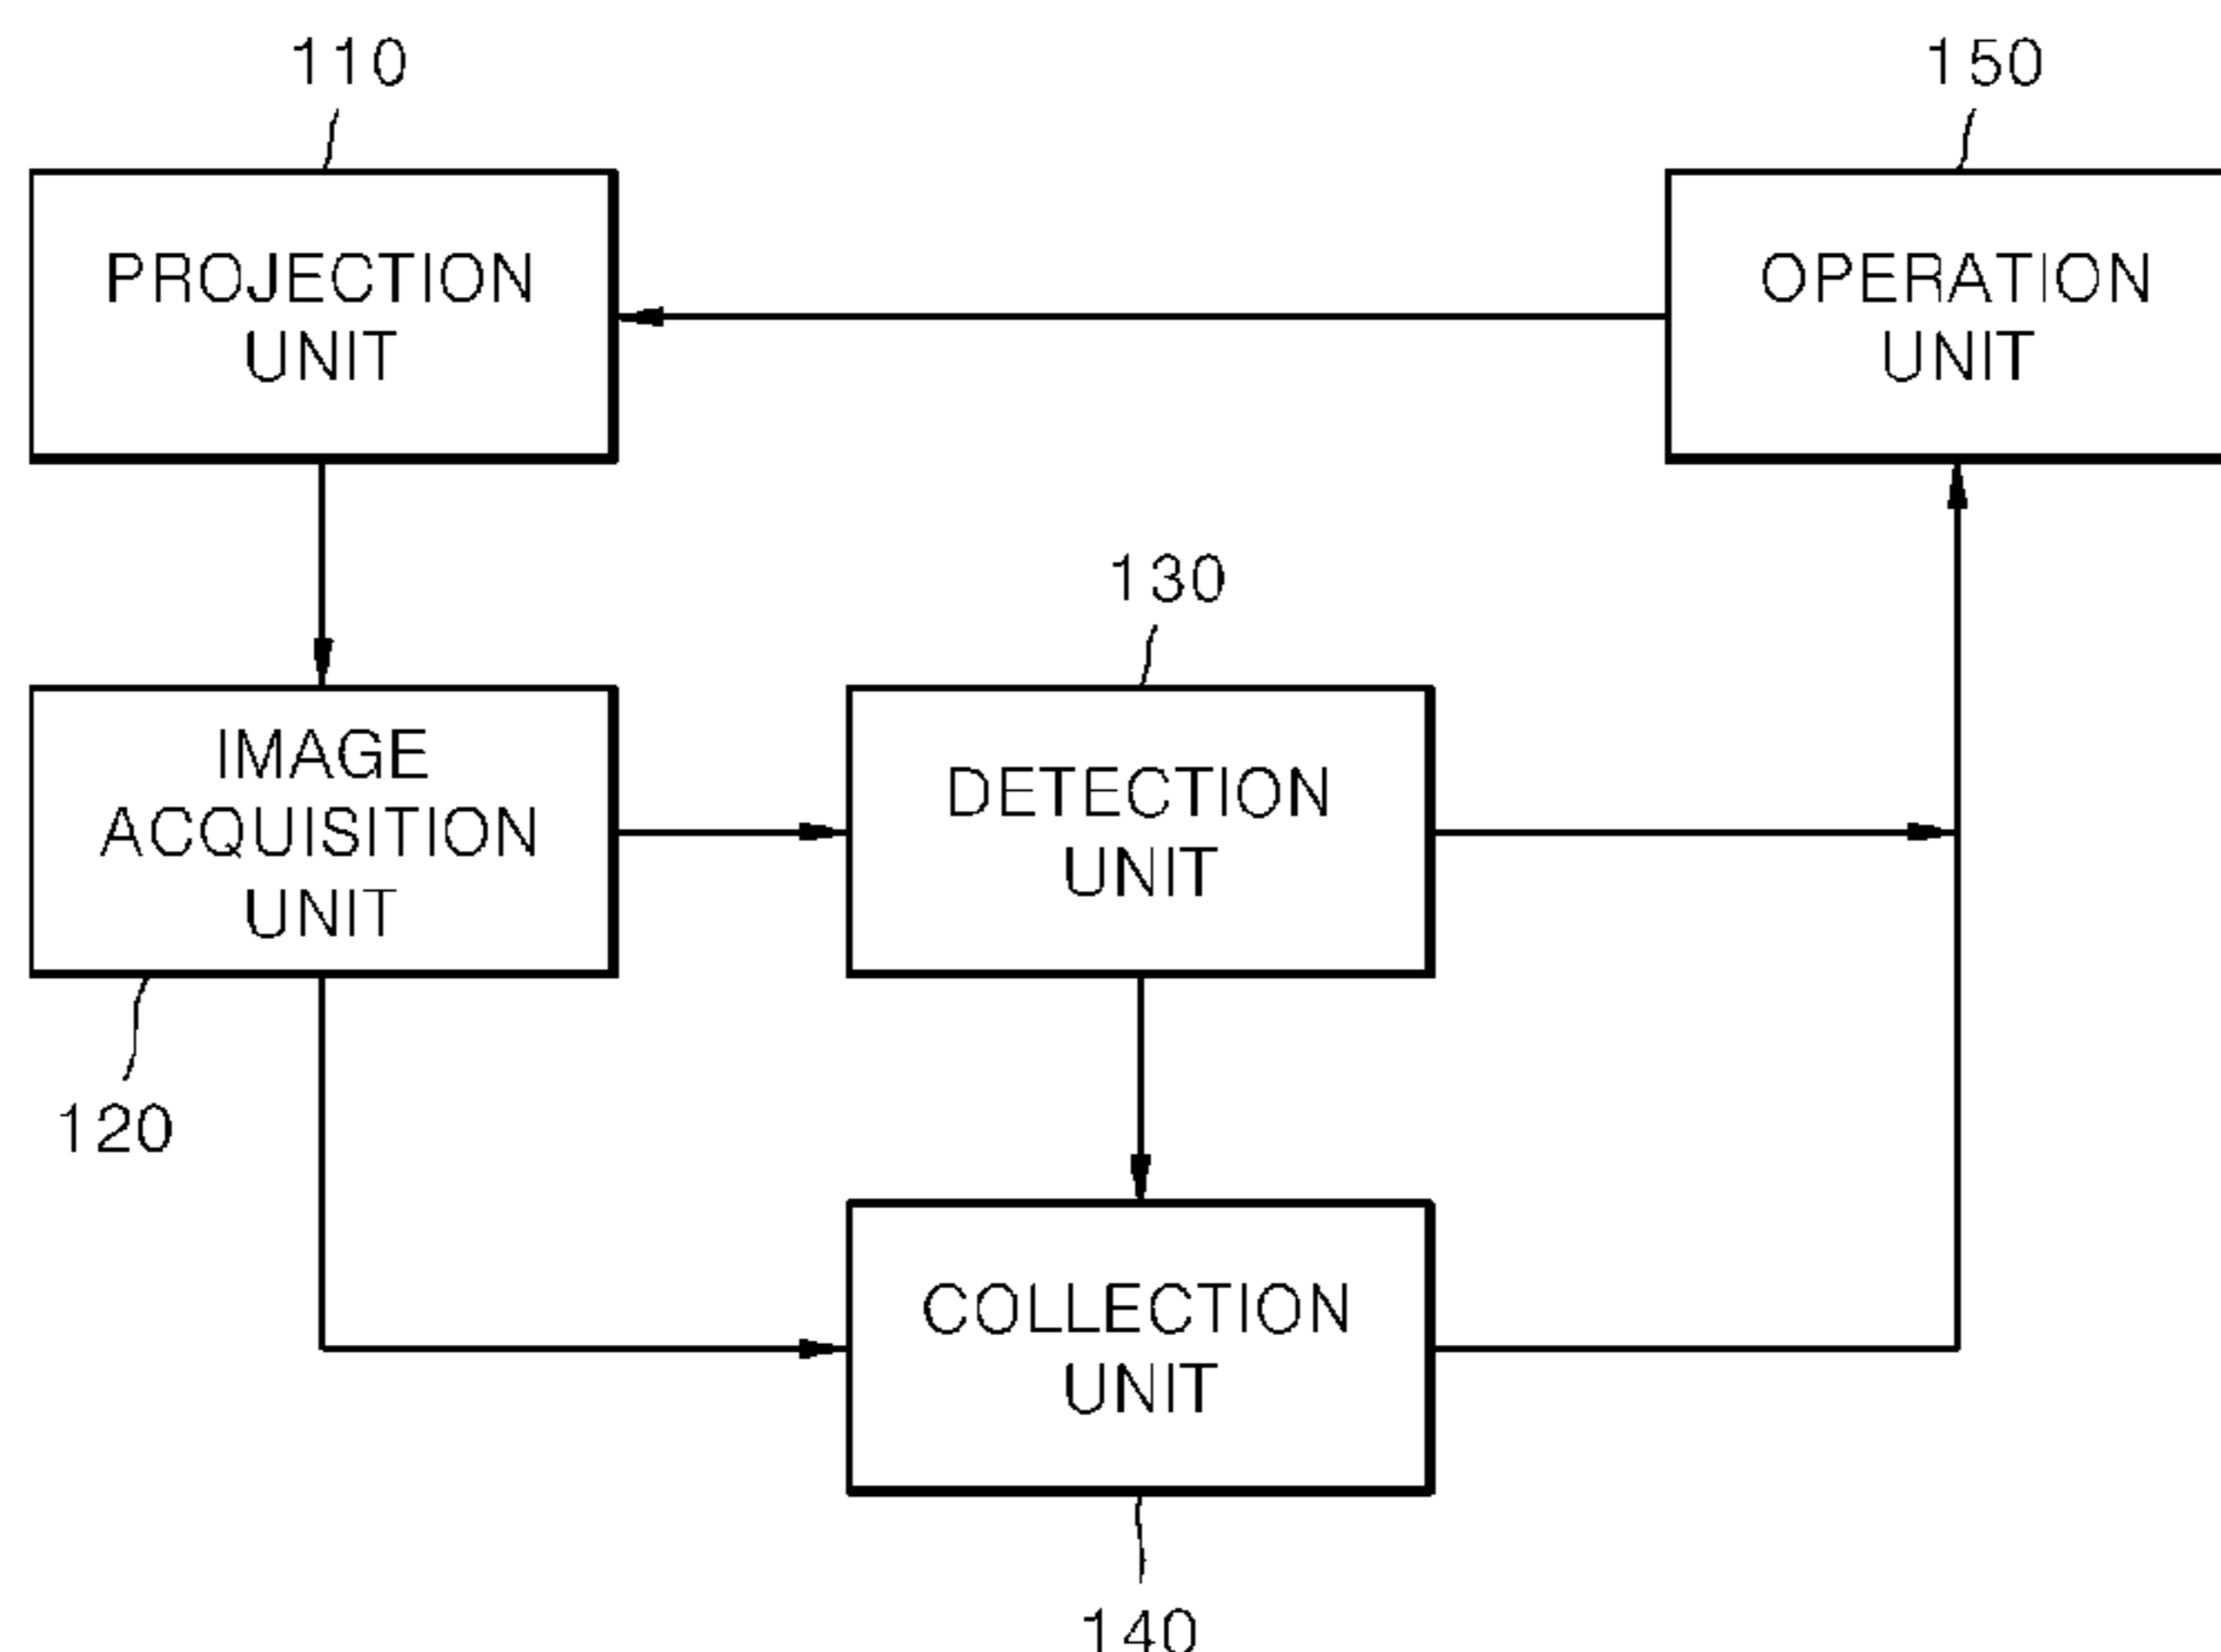 110
150
PROJECTION
UNIT
OPERATION
UNIT
130
IMAGE
ACQUISITION
UNIT
DETECTION
UNIT
120
COLLECTION
UNIT
140